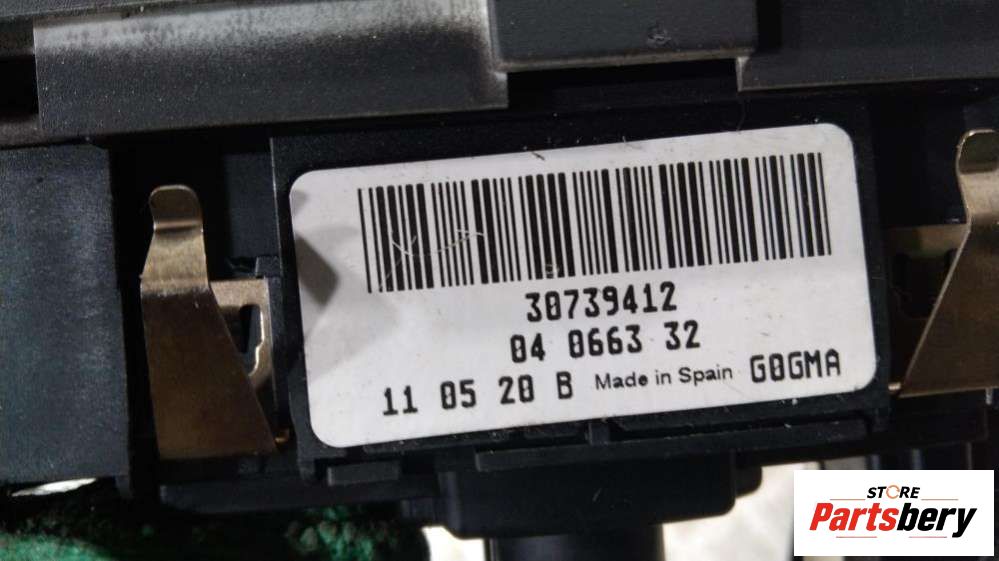 30739412
04 0663 32
11 05 20 B Made in Spain G0GMA
STORE
Partsbery